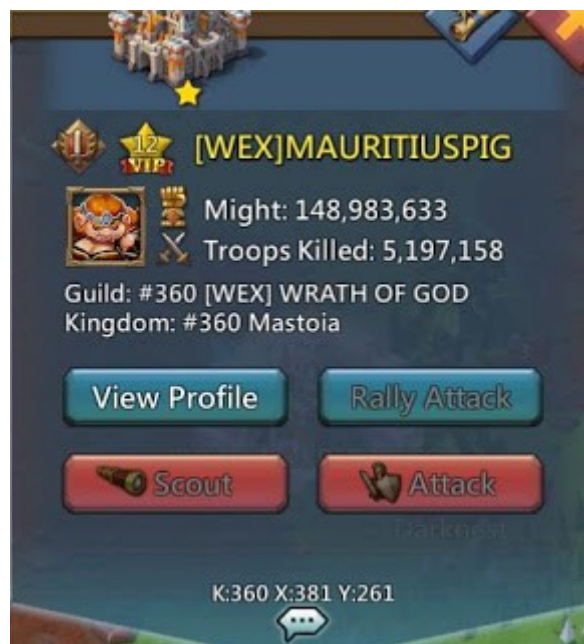 12
VIP
[WEX]MAURITIUSPIG
Might: 148,983,633
Troops Killed: 5,197,158
Guild: #360 [WEX] WRATH OF GOD
Kingdom: #360 Mastoia
View Profile
Rally Attack
Scout
Attack
Darknest
K:360 X:381 Y:261